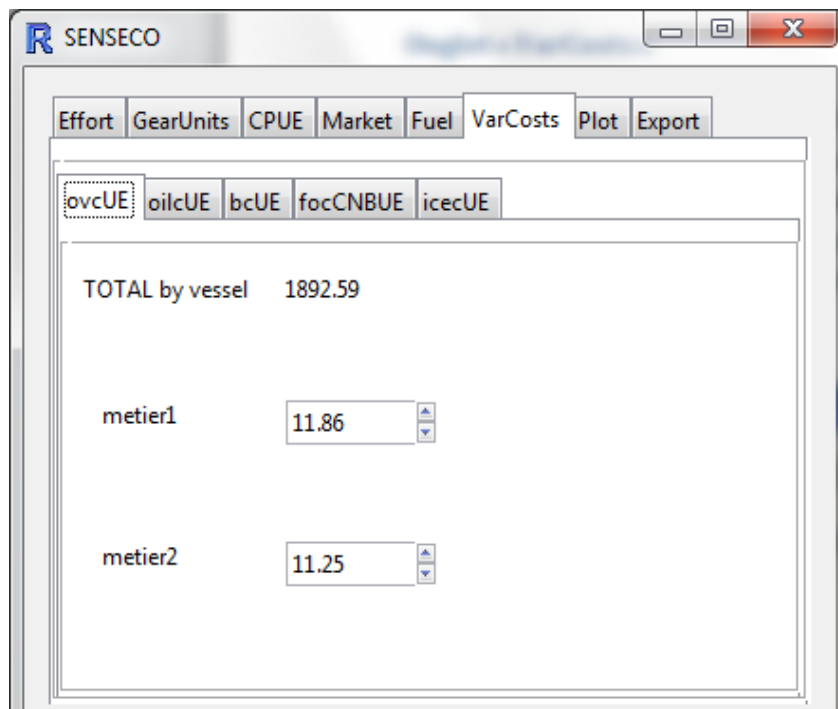 SENSECO
Effort GearUnits CPUE Market Fuel VarCosts Plot Export
ovcUE oilcUE bcUE focCNBUE icecUE
TOTAL by vessel 1892.59
metier1 11.86
metier2 11.25